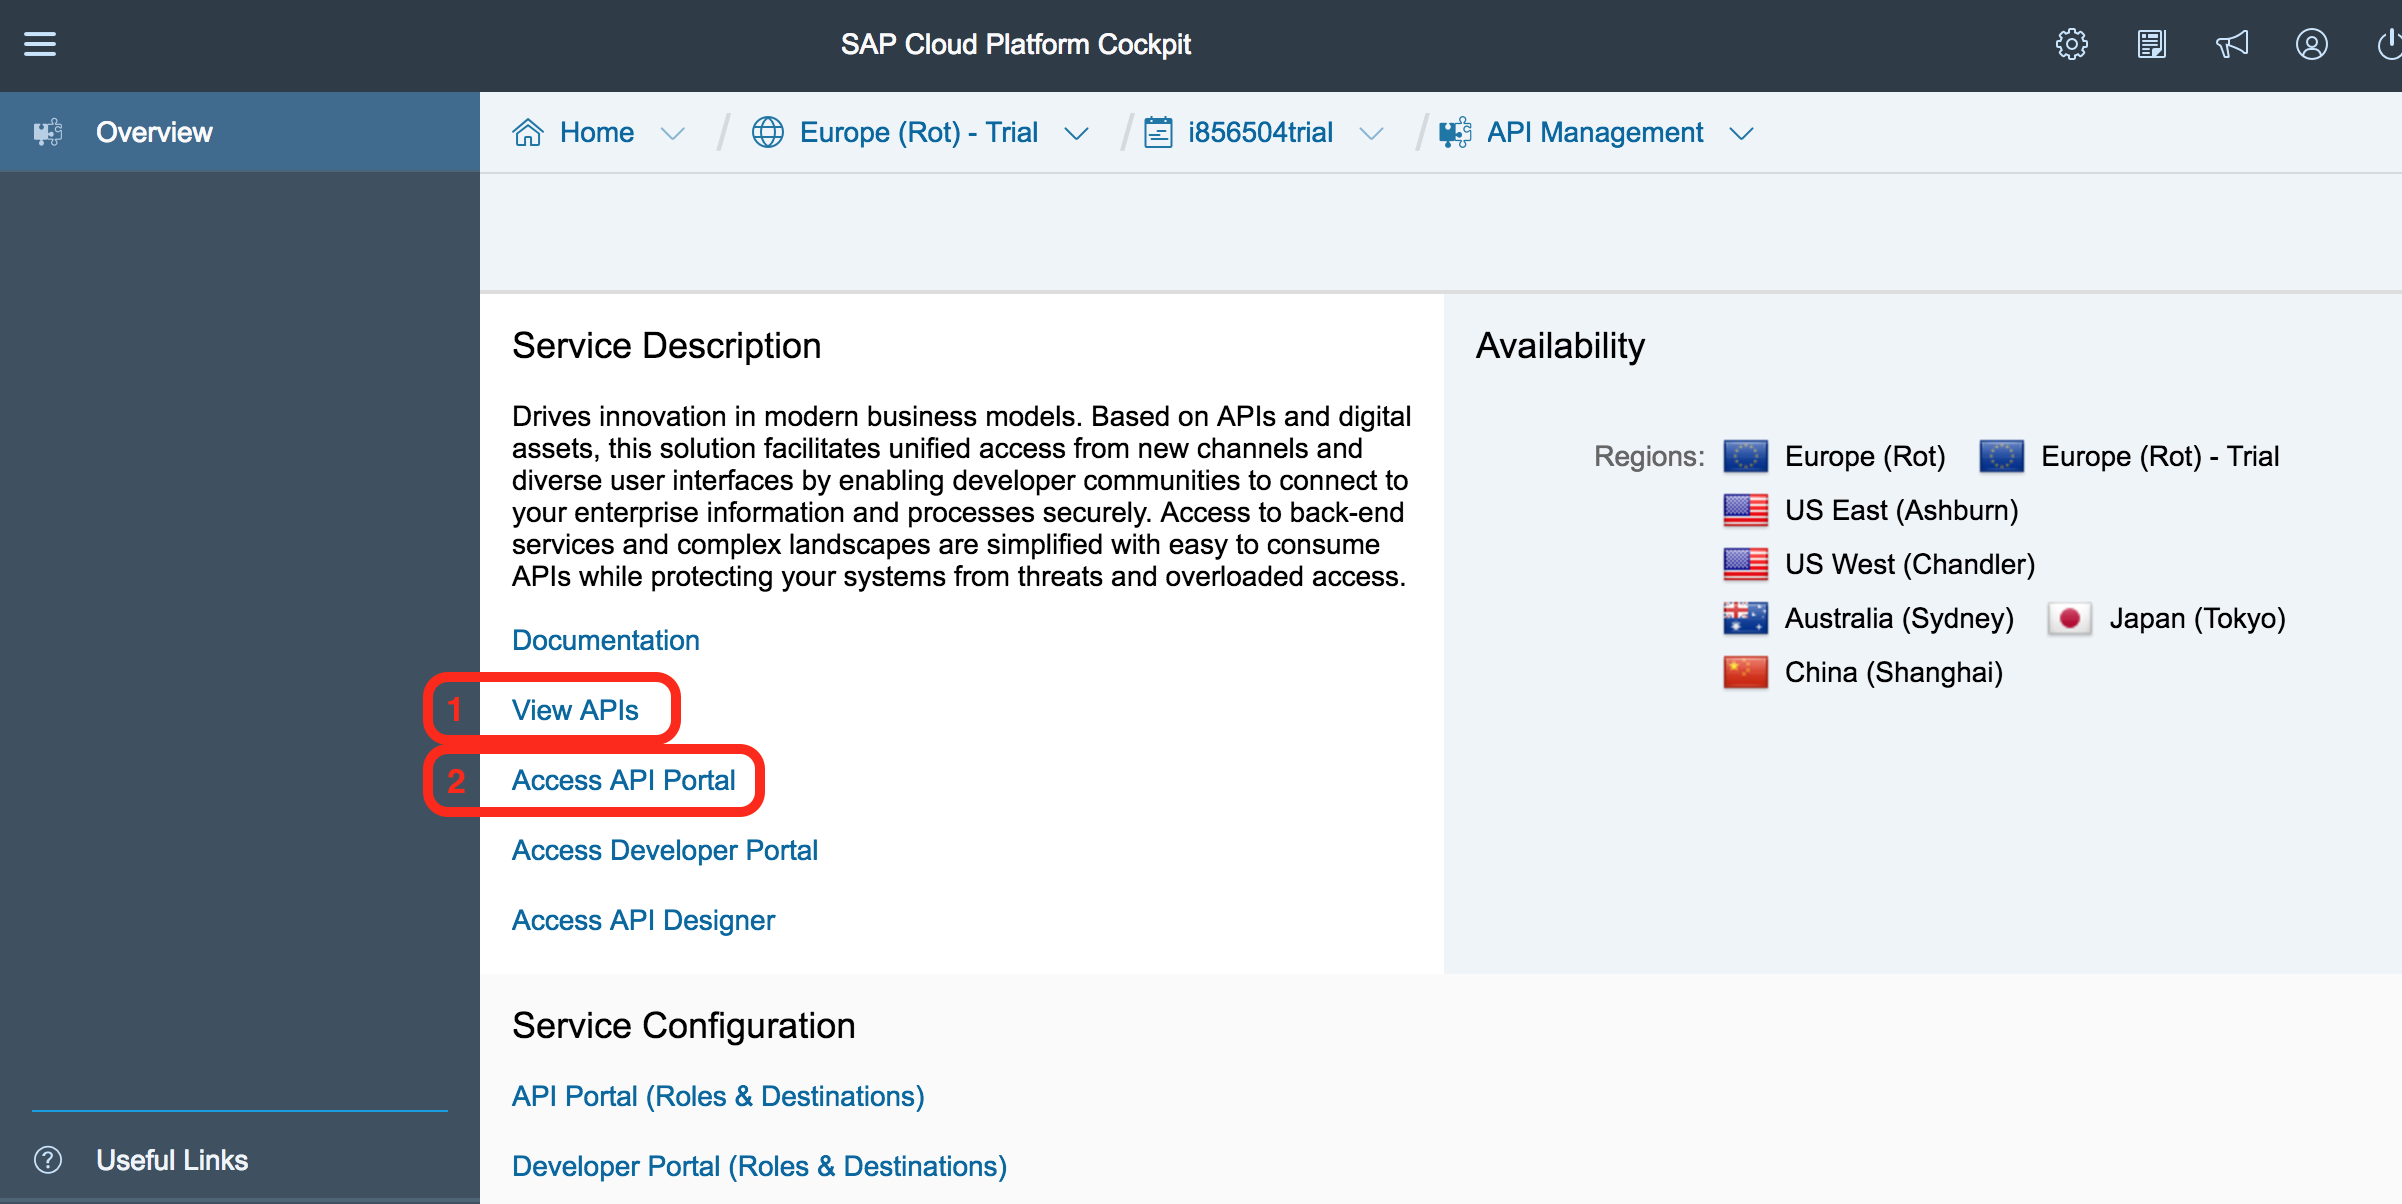 SAP Cloud Platform Cockpit
Overview
Home / Europe (Rot) - Trial / i856504trial / API Management
Service Description
Drives innovation in modern business models. Based on APIs and digital
assets, this solution facilitates unified access from new channels and
diverse user interfaces by enabling developer communities to connect to
your enterprise information and processes securely. Access to back-end
services and complex landscapes are simplified with easy to consume
APIs while protecting your systems from threats and overloaded access.
Documentation
1 View APIs
2 Access API Portal
Access Developer Portal
Access API Designer
Availability
Regions: Europe (Rot) Europe (Rot) - Trial
US East (Ashburn)
US West (Chandler)
Australia (Sydney) Japan (Tokyo)
China (Shanghai)
Service Configuration
API Portal (Roles & Destinations)
Developer Portal (Roles & Destinations)
? Useful Links